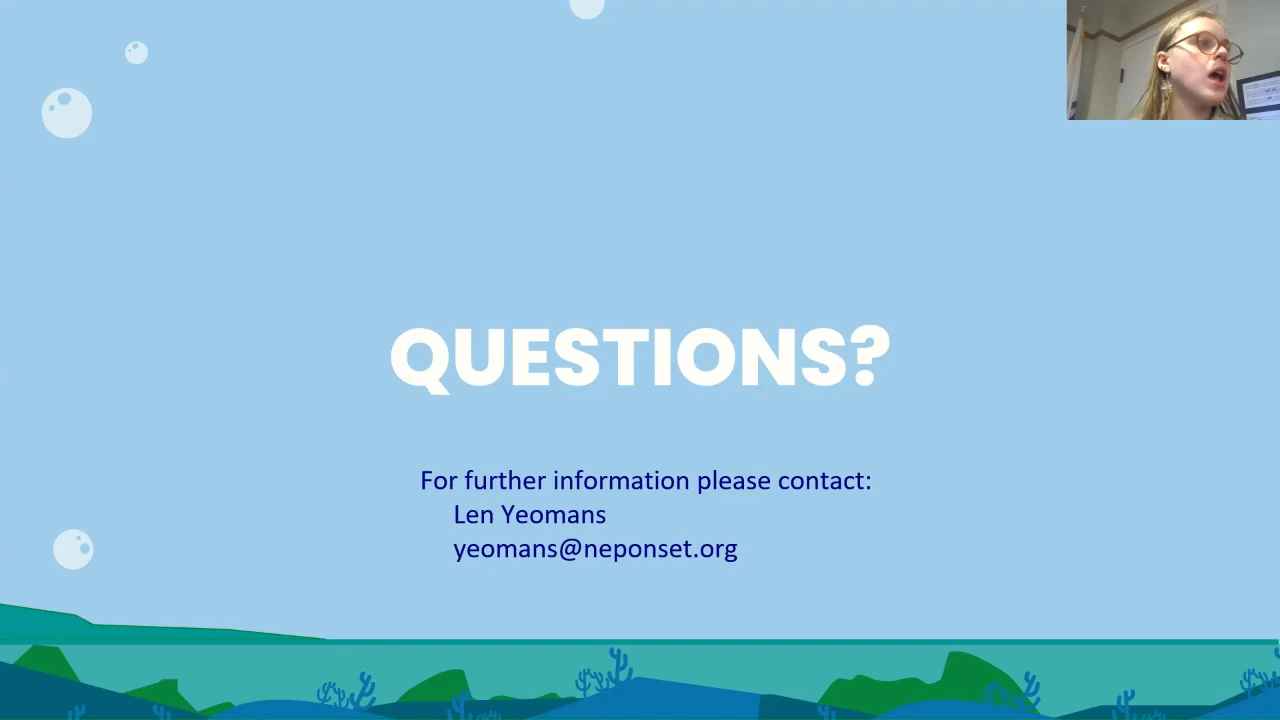 QUESTIONS?
For further information please contact:
Len Yeomans
yeomans@neponset.org